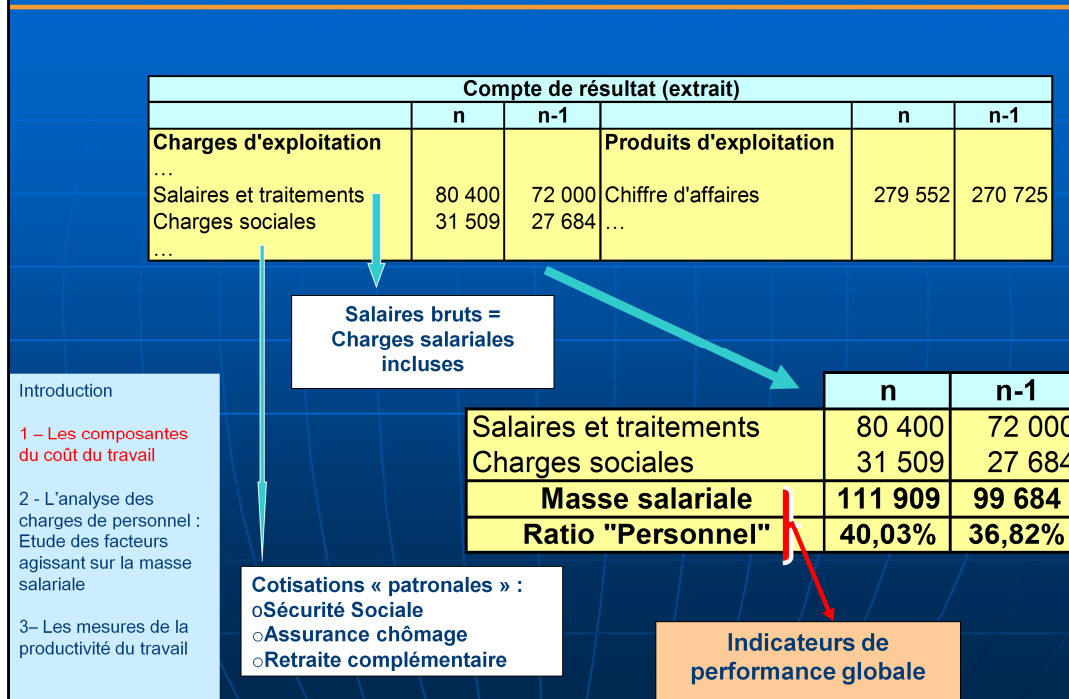 Compte de résultat (extrait)
n n-1 n n-1
Charges d'exploitation Produits d'exploitation
...
Salaires et traitements 80 400 72 000 Chiffre d'affaires 279 552 270 725
Charges sociales 31 509 27 684 ...
...
Salaires bruts =
Charges salariales
incluses
Introduction
1 – Les composantes
du coût du travail
2 - L'analyse des
charges de personnel :
Etude des facteurs
agissant sur la masse
salariale
3– Les mesures de la
productivité du travail
n n-1
Salaires et traitements 80 400 72 000
Charges sociales 31 509 27 684
Masse salariale 111 909 99 684
Ratio "Personnel" 40,03% 36,82%
Cotisations « patronales » :
oSécurité Sociale
oAssurance chômage
oRetraite complémentaire
Indicateurs de
performance globale